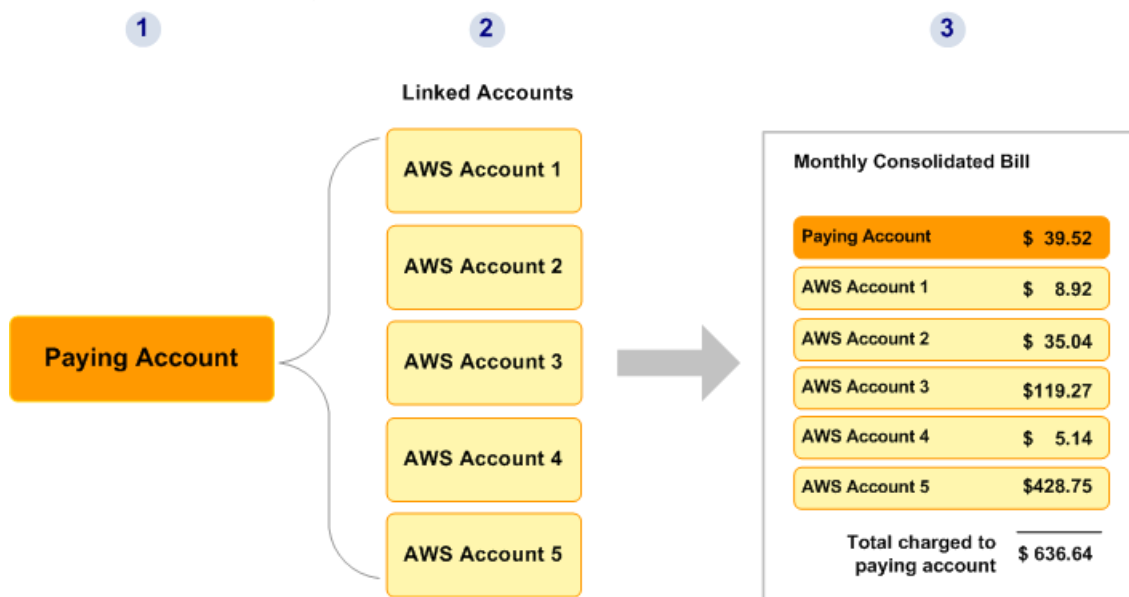 1
2
3
Linked Accounts
Paying Account
AWS Account 1
AWS Account 2
AWS Account 3
AWS Account 4
AWS Account 5
Monthly Consolidated Bill
Paying Account $ 39.52
AWS Account 1 $ 8.92
AWS Account 2 $ 35.04
AWS Account 3 $119.27
AWS Account 4 $ 5.14
AWS Account 5 $428.75
Total charged to
paying account $ 636.64